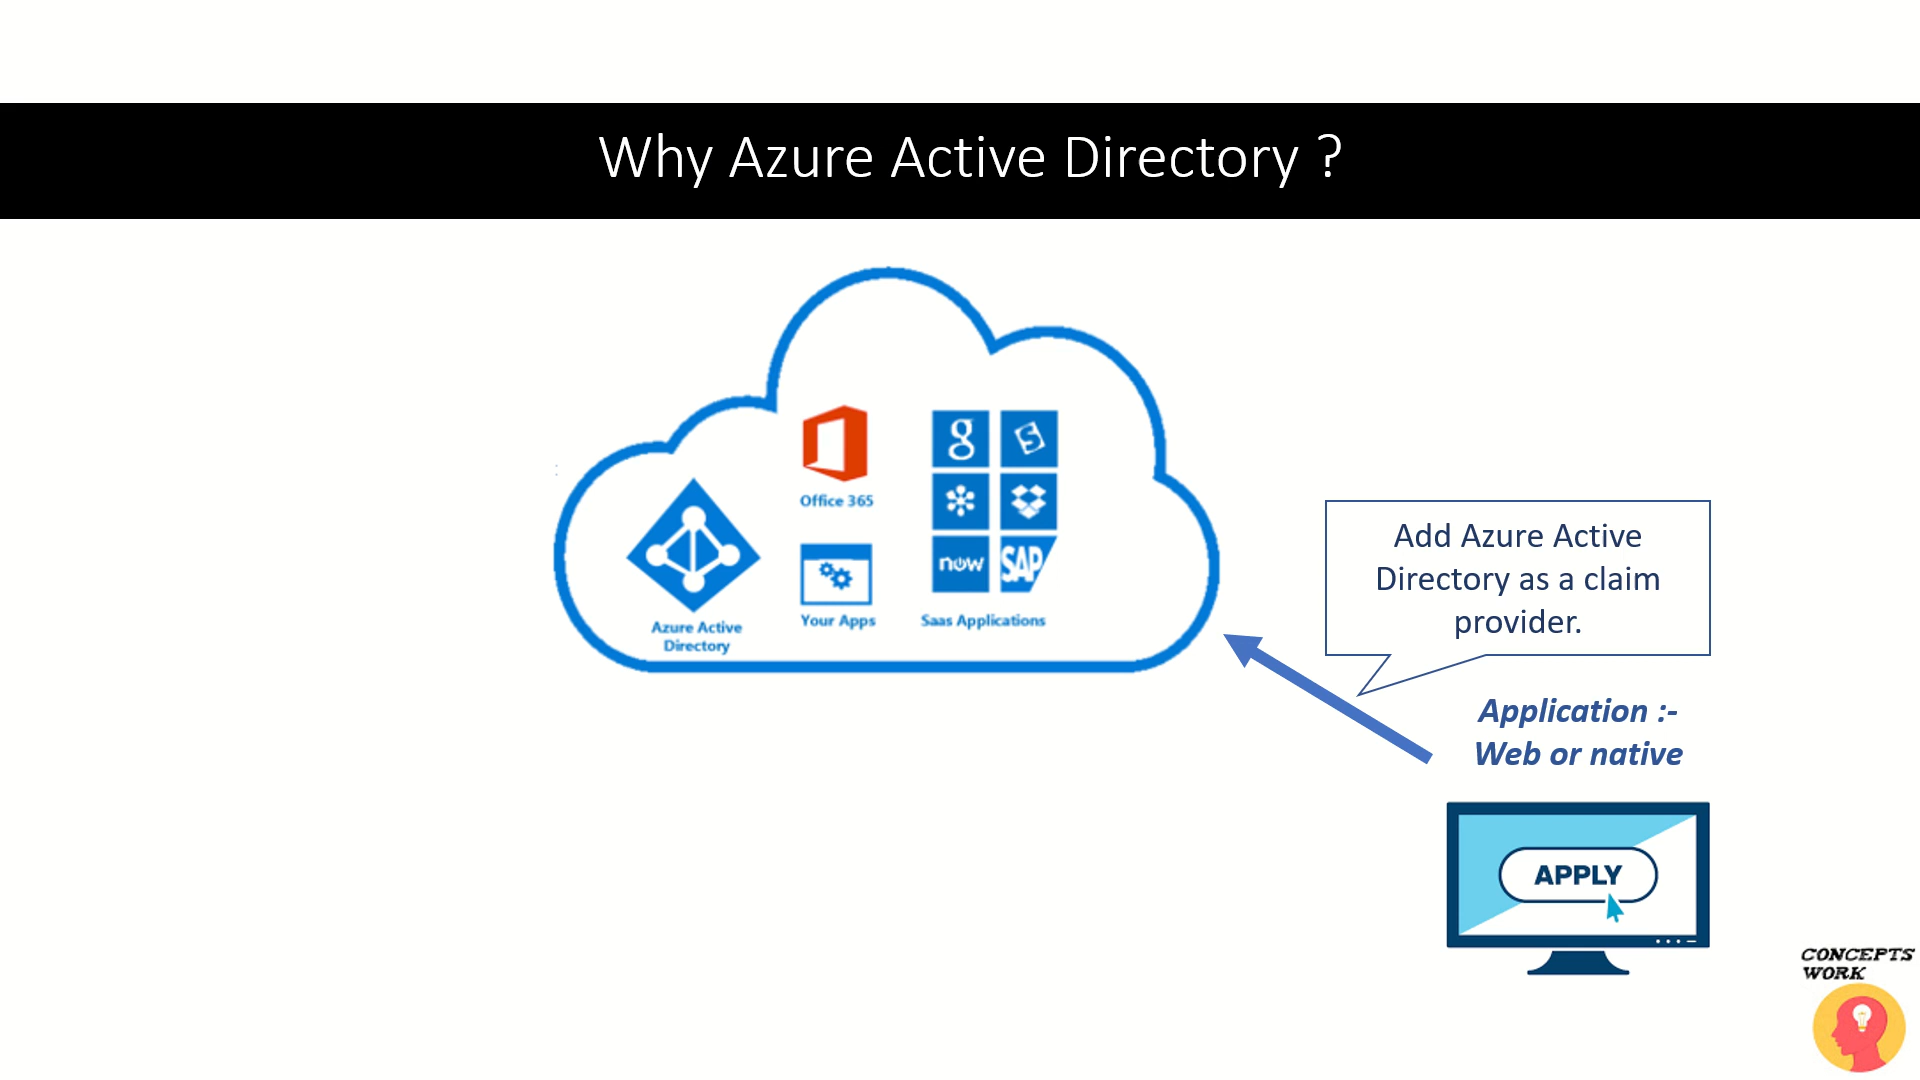 Why Azure Active Directory ?
Office 365
g
S
now
SAP
Azure Active
Directory
Your Apps
Saas Applications
Add Azure Active
Directory as a claim
provider.
Application :-
Web or native
APPLY
CONCEPTS
WORK